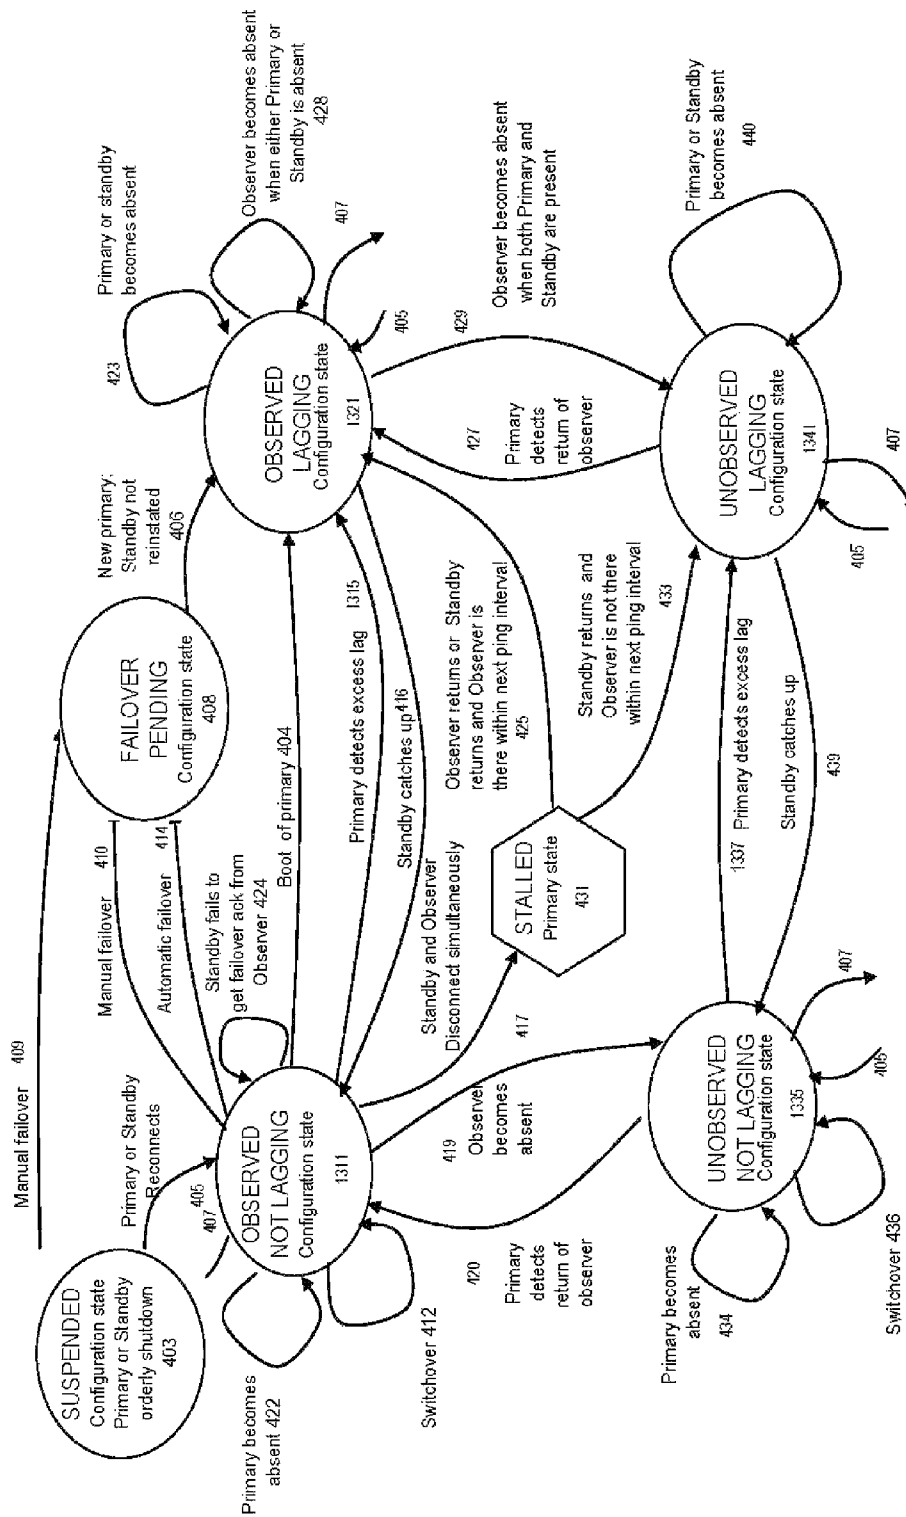 Manual failover 409
SUSPENDED
Configuration state
Primary or Standby
orderly shutdown
403
Primary or Standby
Reconnects
405
407
Manual failover
410
Automatic failover
414
FAILOVER
PENDING
Configuration state
408
New primary,
Standby not
reinstated
406
Primary or standby
becomes absent
423
Observer becomes absent
when either Primary or
Standby is absent
428
407
405
OBSERVED
LAGGING
Configuration state
1321
Standby fails to
get failover ack from
Observer 424
Boot of primary 404
Primary detects excess lag
1315
Standby catches up 416
OBSERVED
NOT LAGGING
Configuration state
1311
Primary becomes
absent 422
Switchover 412
Standby and Observer
Disconnect simultaneously
417
STALLED
Primary state
431
Observer returns or Standby
returns and Observer is
there within next ping interval
425
Standby returns and
Observer is not there
within next ping interval
433
429
Observer becomes absent
when both Primary and
Standby are present
427
Primary
detects
return of
observer
419 Observer
becomes
absent
420
Primary
detects
return of
observer
UNOBSERVED
NOT LAGGING
Configuration state
1335
Primary becomes
absent
434
Switchover 436
405
407
1337 Primary detects excess lag
Standby catches up
439
UNOBSERVED
LAGGING
Configuration state
1341
405
407
Primary or Standby
becomes absent
440